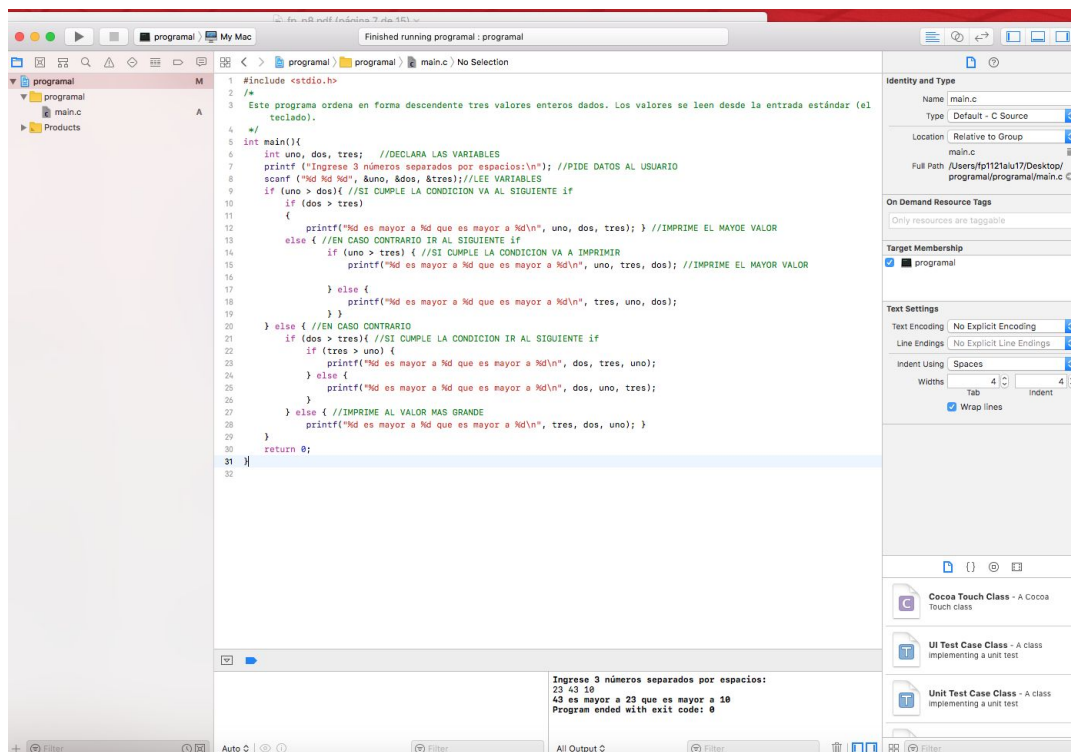 fp_p8.pdf (página 7 de 15)
programal My Mac
Finished running programal : programal
programal programal main.c No Selection
programal M
programal
main.c A
Products
1 #include <stdio.h>
2 /*
3 Este programa ordena en forma descendente tres valores enteros dados. Los valores se leen desde la entrada estándar (el
teclado).
4 */
5 int main(){
6 int uno, dos, tres; //DECLARA LAS VARIABLES
7 printf ("Ingrese 3 números separados por espacios:\n"); //PIDE DATOS AL USUARIO
8 scanf ("%d %d %d", &uno, &dos, &tres);//LEE VARIABLES
9 if (uno > dos){ //SI CUMPLE LA CONDICION VA AL SIGUIENTE if
10 if (dos > tres)
11 {
12 printf("%d es mayor a %d que es mayor a %d\n", uno, dos, tres); } //IMPRIME EL MAYOE VALOR
13 else { //EN CASO CONTRARIO IR AL SIGUIENTE if
14 if (uno > tres) { //SI CUMPLE LA CONDICION VA A IMPRIMIR
15 printf("%d es mayor a %d que es mayor a %d\n", uno, tres, dos); //IMPRIME EL MAYOR VALOR
16
17 } else {
18 printf("%d es mayor a %d que es mayor a %d\n", tres, uno, dos);
19 } }
20 } else { //EN CASO CONTRARIO
21 if (dos > tres){ //SI CUMPLE LA CONDICION IR AL SIGUIENTE if
22 if (tres > uno) {
23 printf("%d es mayor a %d que es mayor a %d\n", dos, tres, uno);
24 } else {
25 printf("%d es mayor a %d que es mayor a %d\n", dos, uno, tres);
26 }
27 } else { //IMPRIME AL VALOR MAS GRANDE
28 printf("%d es mayor a %d que es mayor a %d\n", tres, dos, uno); }
29 }
30 return 0;
31 }
32
Identity and Type
Name main.c
Type Default - C Source
Location Relative to Group
main.c
Full Path /Users/fp1121alu17/Desktop/
programal/programal/main.c
On Demand Resource Tags
Only resources are taggable
Target Membership
programal
Text Settings
Text Encoding No Explicit Encoding
Line Endings No Explicit Line Endings
Indent Using Spaces
Widths 4 4
Tab Indent
Wrap lines
Cocoa Touch Class - A Cocoa
Touch class
UI Test Case Class - A class
implementing a unit test
Unit Test Case Class - A class
implementing a unit test
Ingrese 3 números separados por espacios:
23 43 10
43 es mayor a 23 que es mayor a 10
Program ended with exit code: 0
Filter Auto Filter All Output Filter Filter